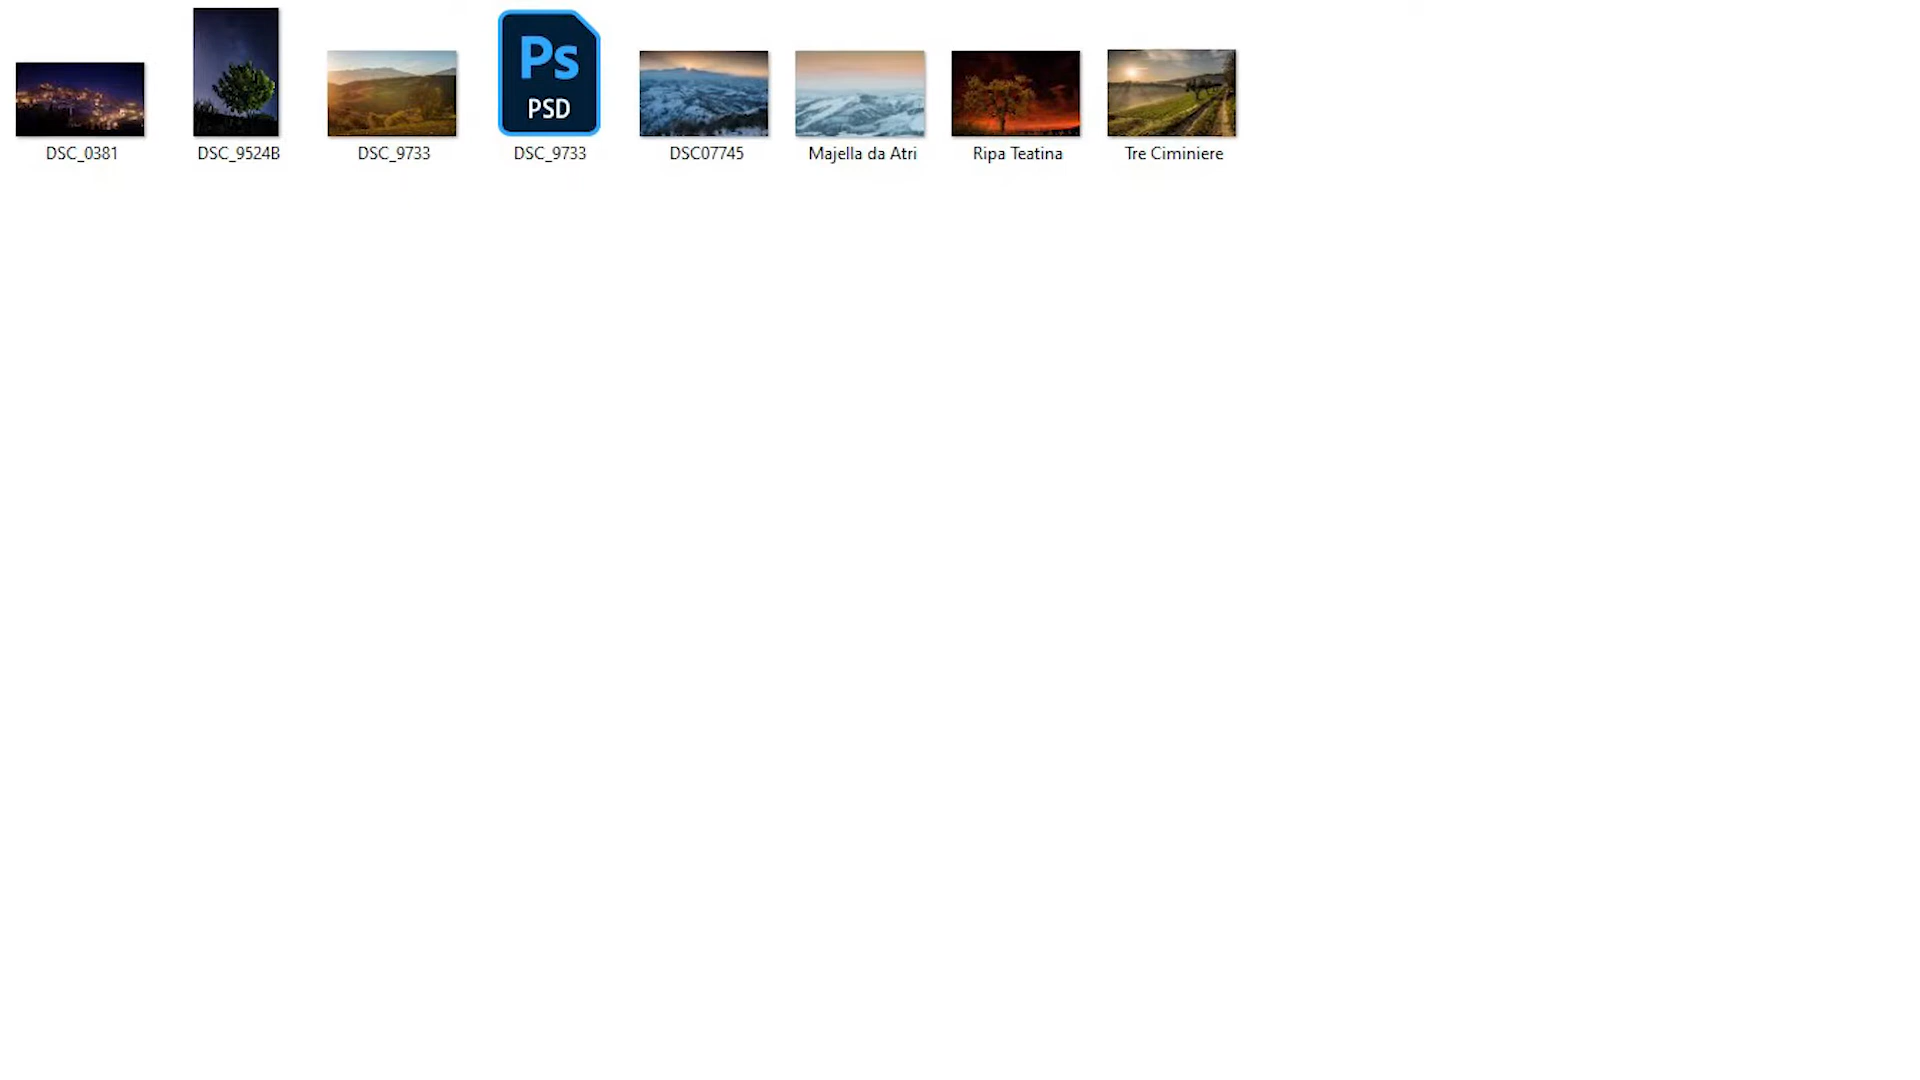 Ps
PSD
DSC_0381
DSC_9524B
DSC_9733
DSC_9733
DSC07745
Majella da Atri
Ripa Teatina
Tre Ciminiere